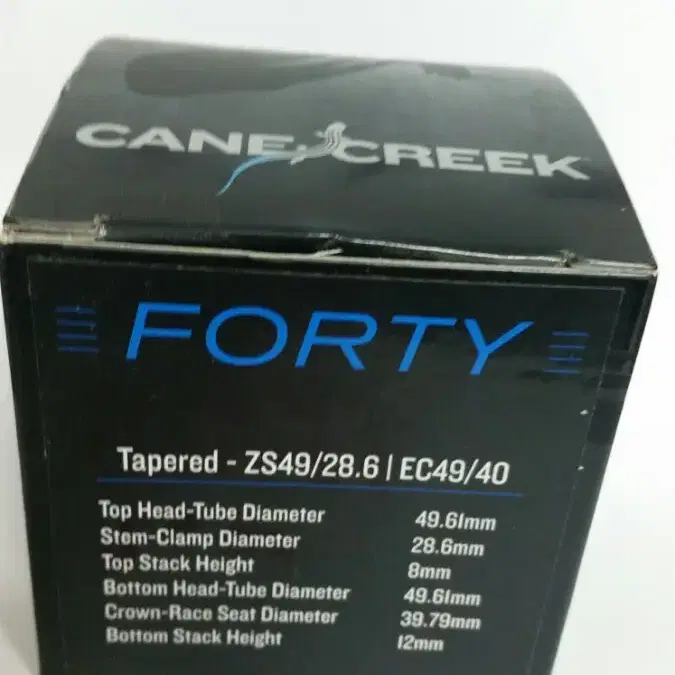 CANE CREEK
FORTY
Tapered - ZS49/28.6 | EC49/40
Top Head-Tube Diameter 49.61mm
Stem-Clamp Diameter 28.6mm
Top Stack Height 8mm
Bottom Head-Tube Diameter 49.61mm
Crown-Race Seat Diameter 39.79mm
Bottom Stack Height 12mm